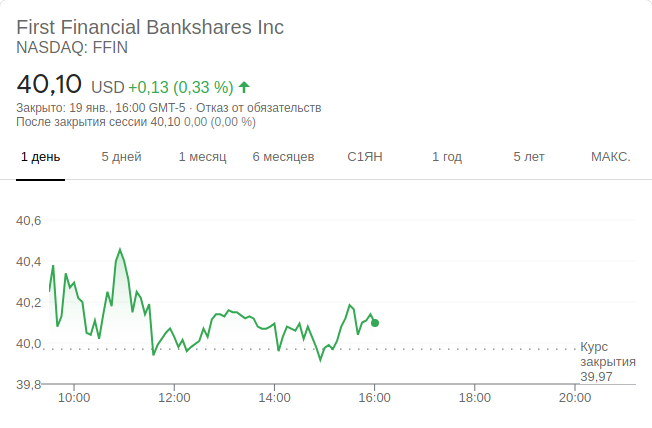 First Financial Bankshares Inc
NASDAQ: FFIN
40,10 USD +0,13 (0,33 %)
Закрыто: 19 янв., 16:00 GMT-5 · Отказ от обязательств
После закрытия сессии 40,10 0,00 (0,00 %)
1 день 5 дней 1 месяц 6 месяцев С1ЯН 1 год 5 лет МАКС.
40,6
40,4
40,2
40,0
Курс
закрытия
39,97
39,8
10:00 12:00 14:00 16:00 18:00 20:00